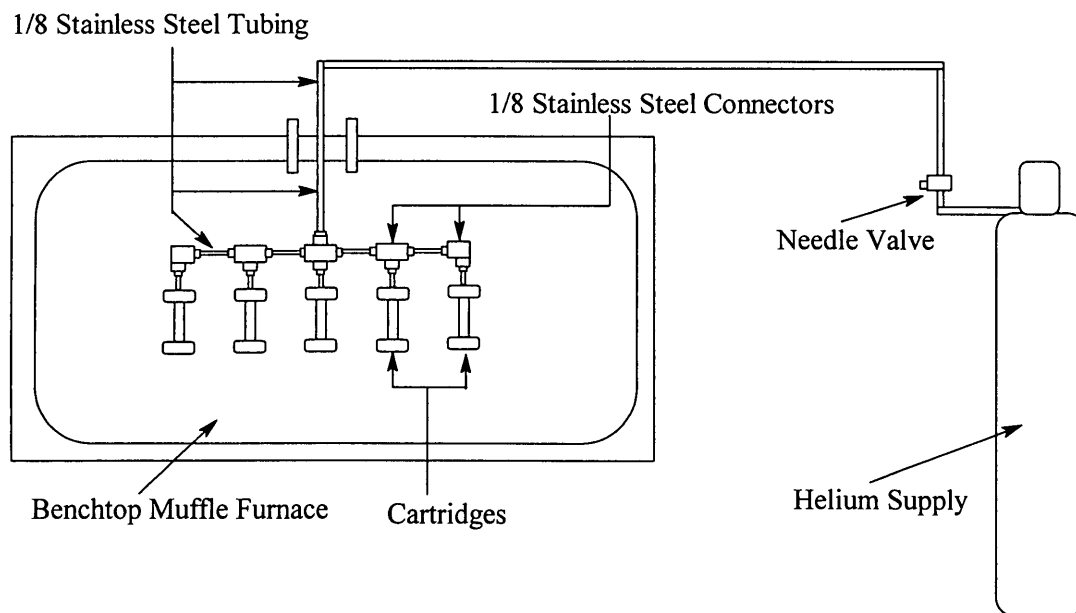 1/8 Stainless Steel Tubing
1/8 Stainless Steel Connectors
Needle Valve
Benchtop Muffle Furnace
Cartridges
Helium Supply